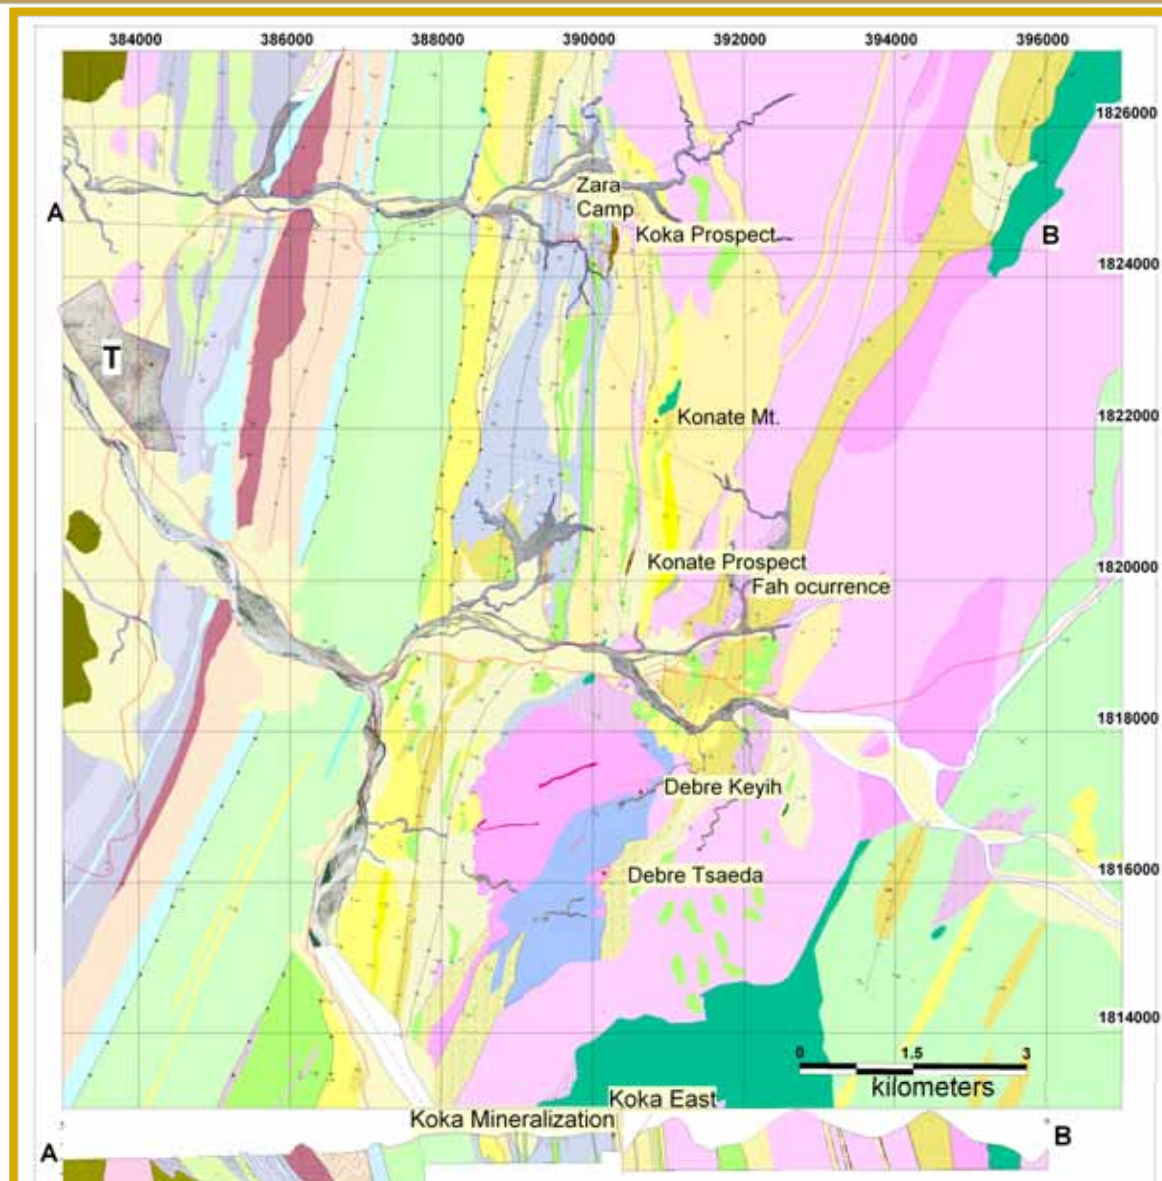 384000 386000 388000 390000 392000 394000 396000
1826000
Zara
Camp
A
Koka Prospect
B
1824000
T
Konate Mt.
1822000
Konate Prospect
1820000
Fah ocurrence
1818000
Debre Keyih
Debre Tsaeda
1816000
1814000
0 1.5 3
kilometers
Koka East
Koka Mineralization
A
B